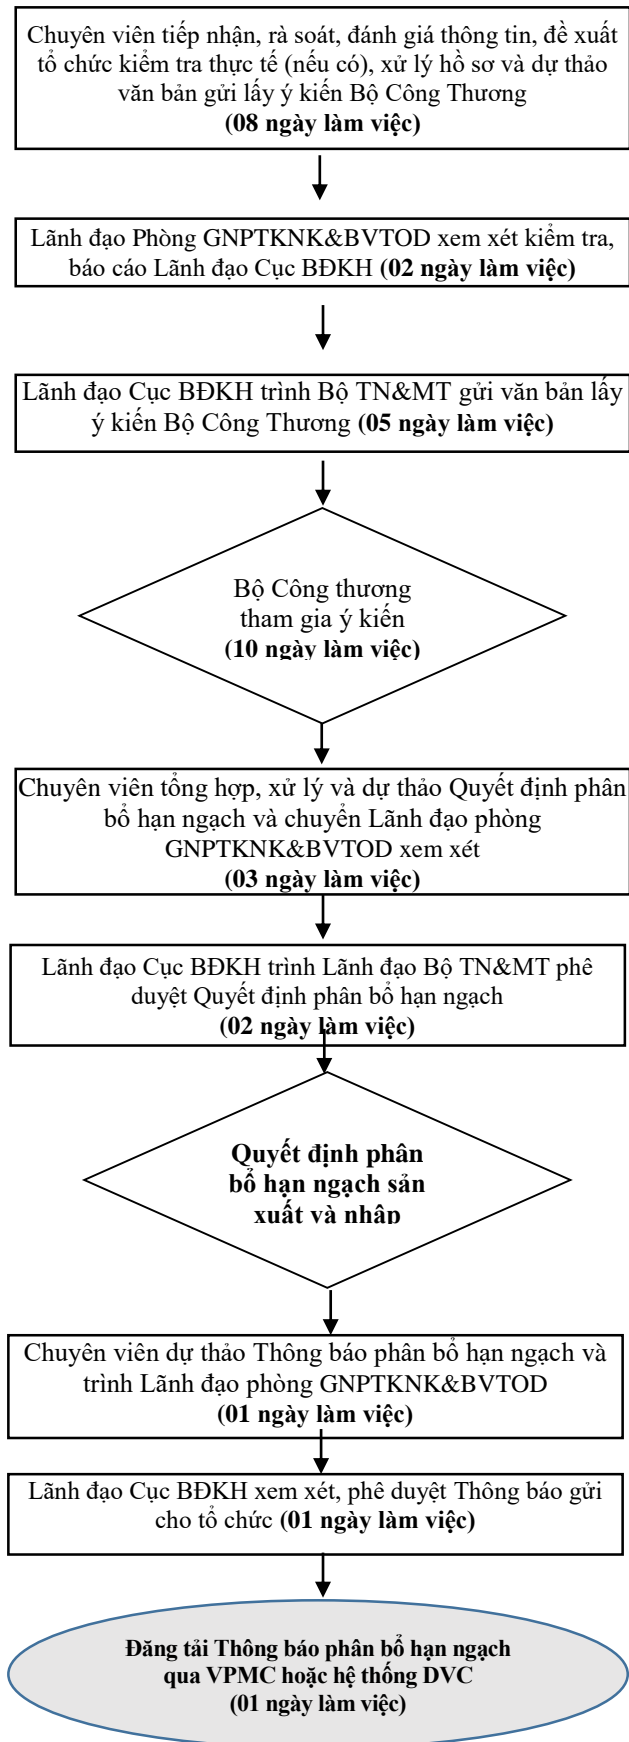 Chuyên viên tiếp nhận, rà soát, đánh giá thông tin, đề xuất
tổ chức kiểm tra thực tế (nếu có), xử lý hồ sơ và dự thảo
văn bản gửi lấy ý kiến Bộ Công Thương
(08 ngày làm việc)
Lãnh đạo Phòng GNPTKNK&BVTOD xem xét kiểm tra,
báo cáo Lãnh đạo Cục BĐKH (02 ngày làm việc)
Lãnh đạo Cục BĐKH trình Bộ TN&MT gửi văn bản lấy
ý kiến Bộ Công Thương (05 ngày làm việc)
Bộ Công thương
tham gia ý kiến
(10 ngày làm việc)
Chuyên viên tổng hợp, xử lý và dự thảo Quyết định phân
bổ hạn ngạch và chuyển Lãnh đạo phòng
GNPTKNK&BVTOD xem xét
(03 ngày làm việc)
Lãnh đạo Cục BĐKH trình Lãnh đạo Bộ TN&MT phê
duyệt Quyết định phân bổ hạn ngạch
(02 ngày làm việc)
Quyết định phân
bổ hạn ngạch sản
xuất và nhập
Chuyên viên dự thảo Thông báo phân bổ hạn ngạch và
trình Lãnh đạo phòng GNPTKNK&BVTOD
(01 ngày làm việc)
Lãnh đạo Cục BĐKH xem xét, phê duyệt Thông báo gửi
cho tổ chức (01 ngày làm việc)
Đăng tải Thông báo phân bổ hạn ngạch
qua VPMC hoặc hệ thống DVC
(01 ngày làm việc)